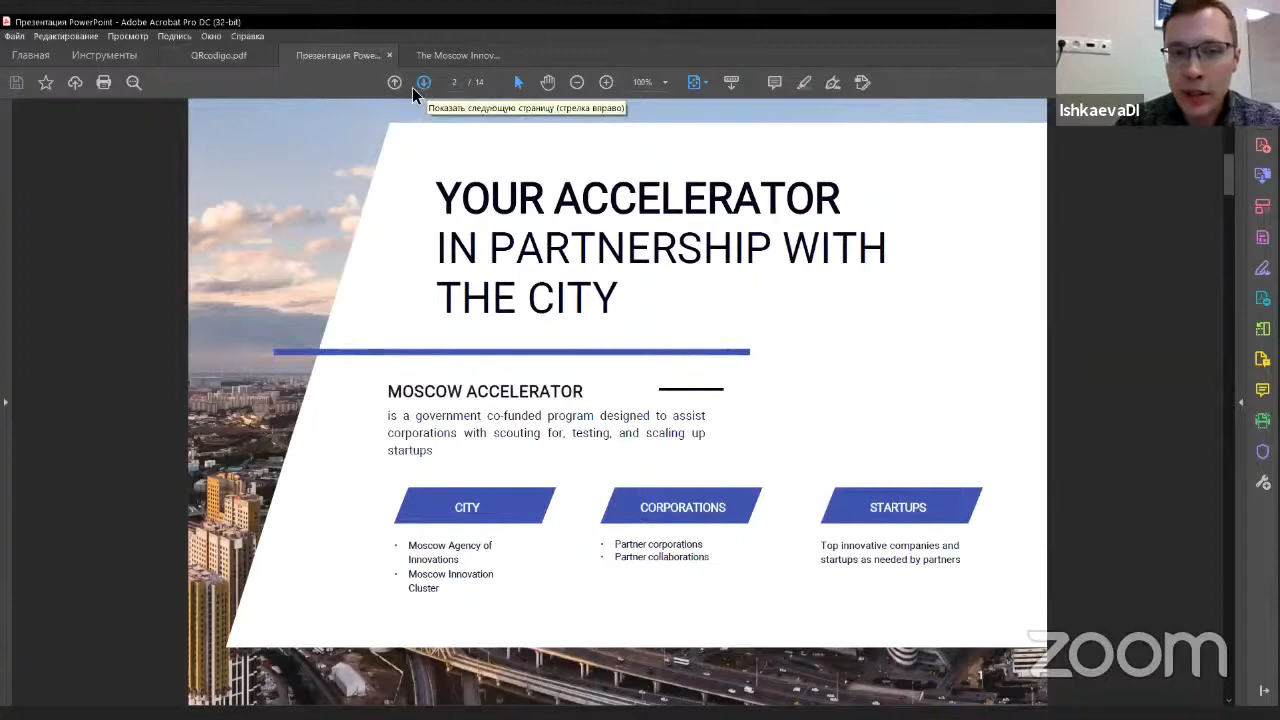 Презентация PowerPoint - Adobe Acrobat Pro DC (32-bit)
Файл Редактирование Просмотр Подпись Окно Справка
Главная Инструменты QRcodigo.pdf Презентация Powe... × The Moscow Innov...
2 / 14 100%
Показать следующую страницу (стрелка вправо)
IshkaevaDI
YOUR ACCELERATOR
IN PARTNERSHIP WITH
THE CITY
MOSCOW ACCELERATOR
is a government co-funded program designed to assist
corporations with scouting for, testing, and scaling up
startups
CITY
• Moscow Agency of
Innovations
• Moscow Innovation
Cluster
CORPORATIONS
• Partner corporations
• Partner collaborations
STARTUPS
Top innovative companies and
startups as needed by partners
zoom